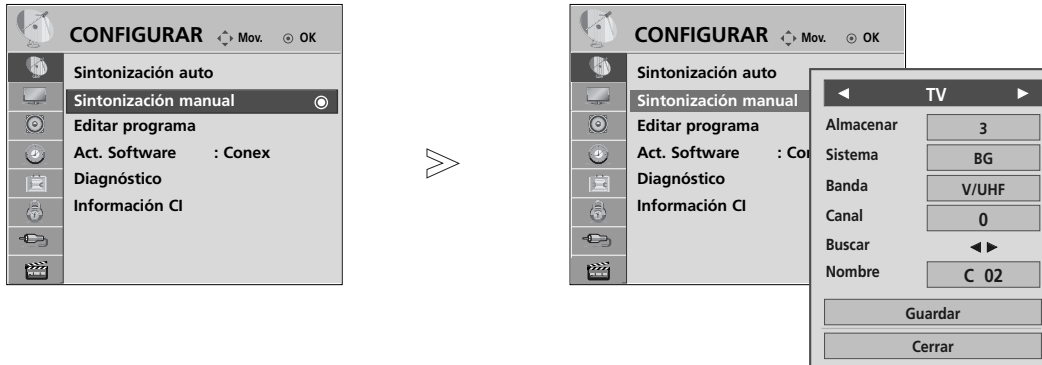 CONFIGURAR Mov. OK
Sintonización auto
Sintonización manual
Editar programa
Act. Software : Conex
Diagnóstico
Información CI
CONFIGURAR Mov. OK
Sintonización auto
Sintonización manual
Editar programa
Act. Software : Con
Diagnóstico
Información CI
◄ TV ►
Almacenar 3
Sistema BG
Banda V/UHF
Canal 0
Buscar ◄ ►
Nombre C 02
Guardar
Cerrar